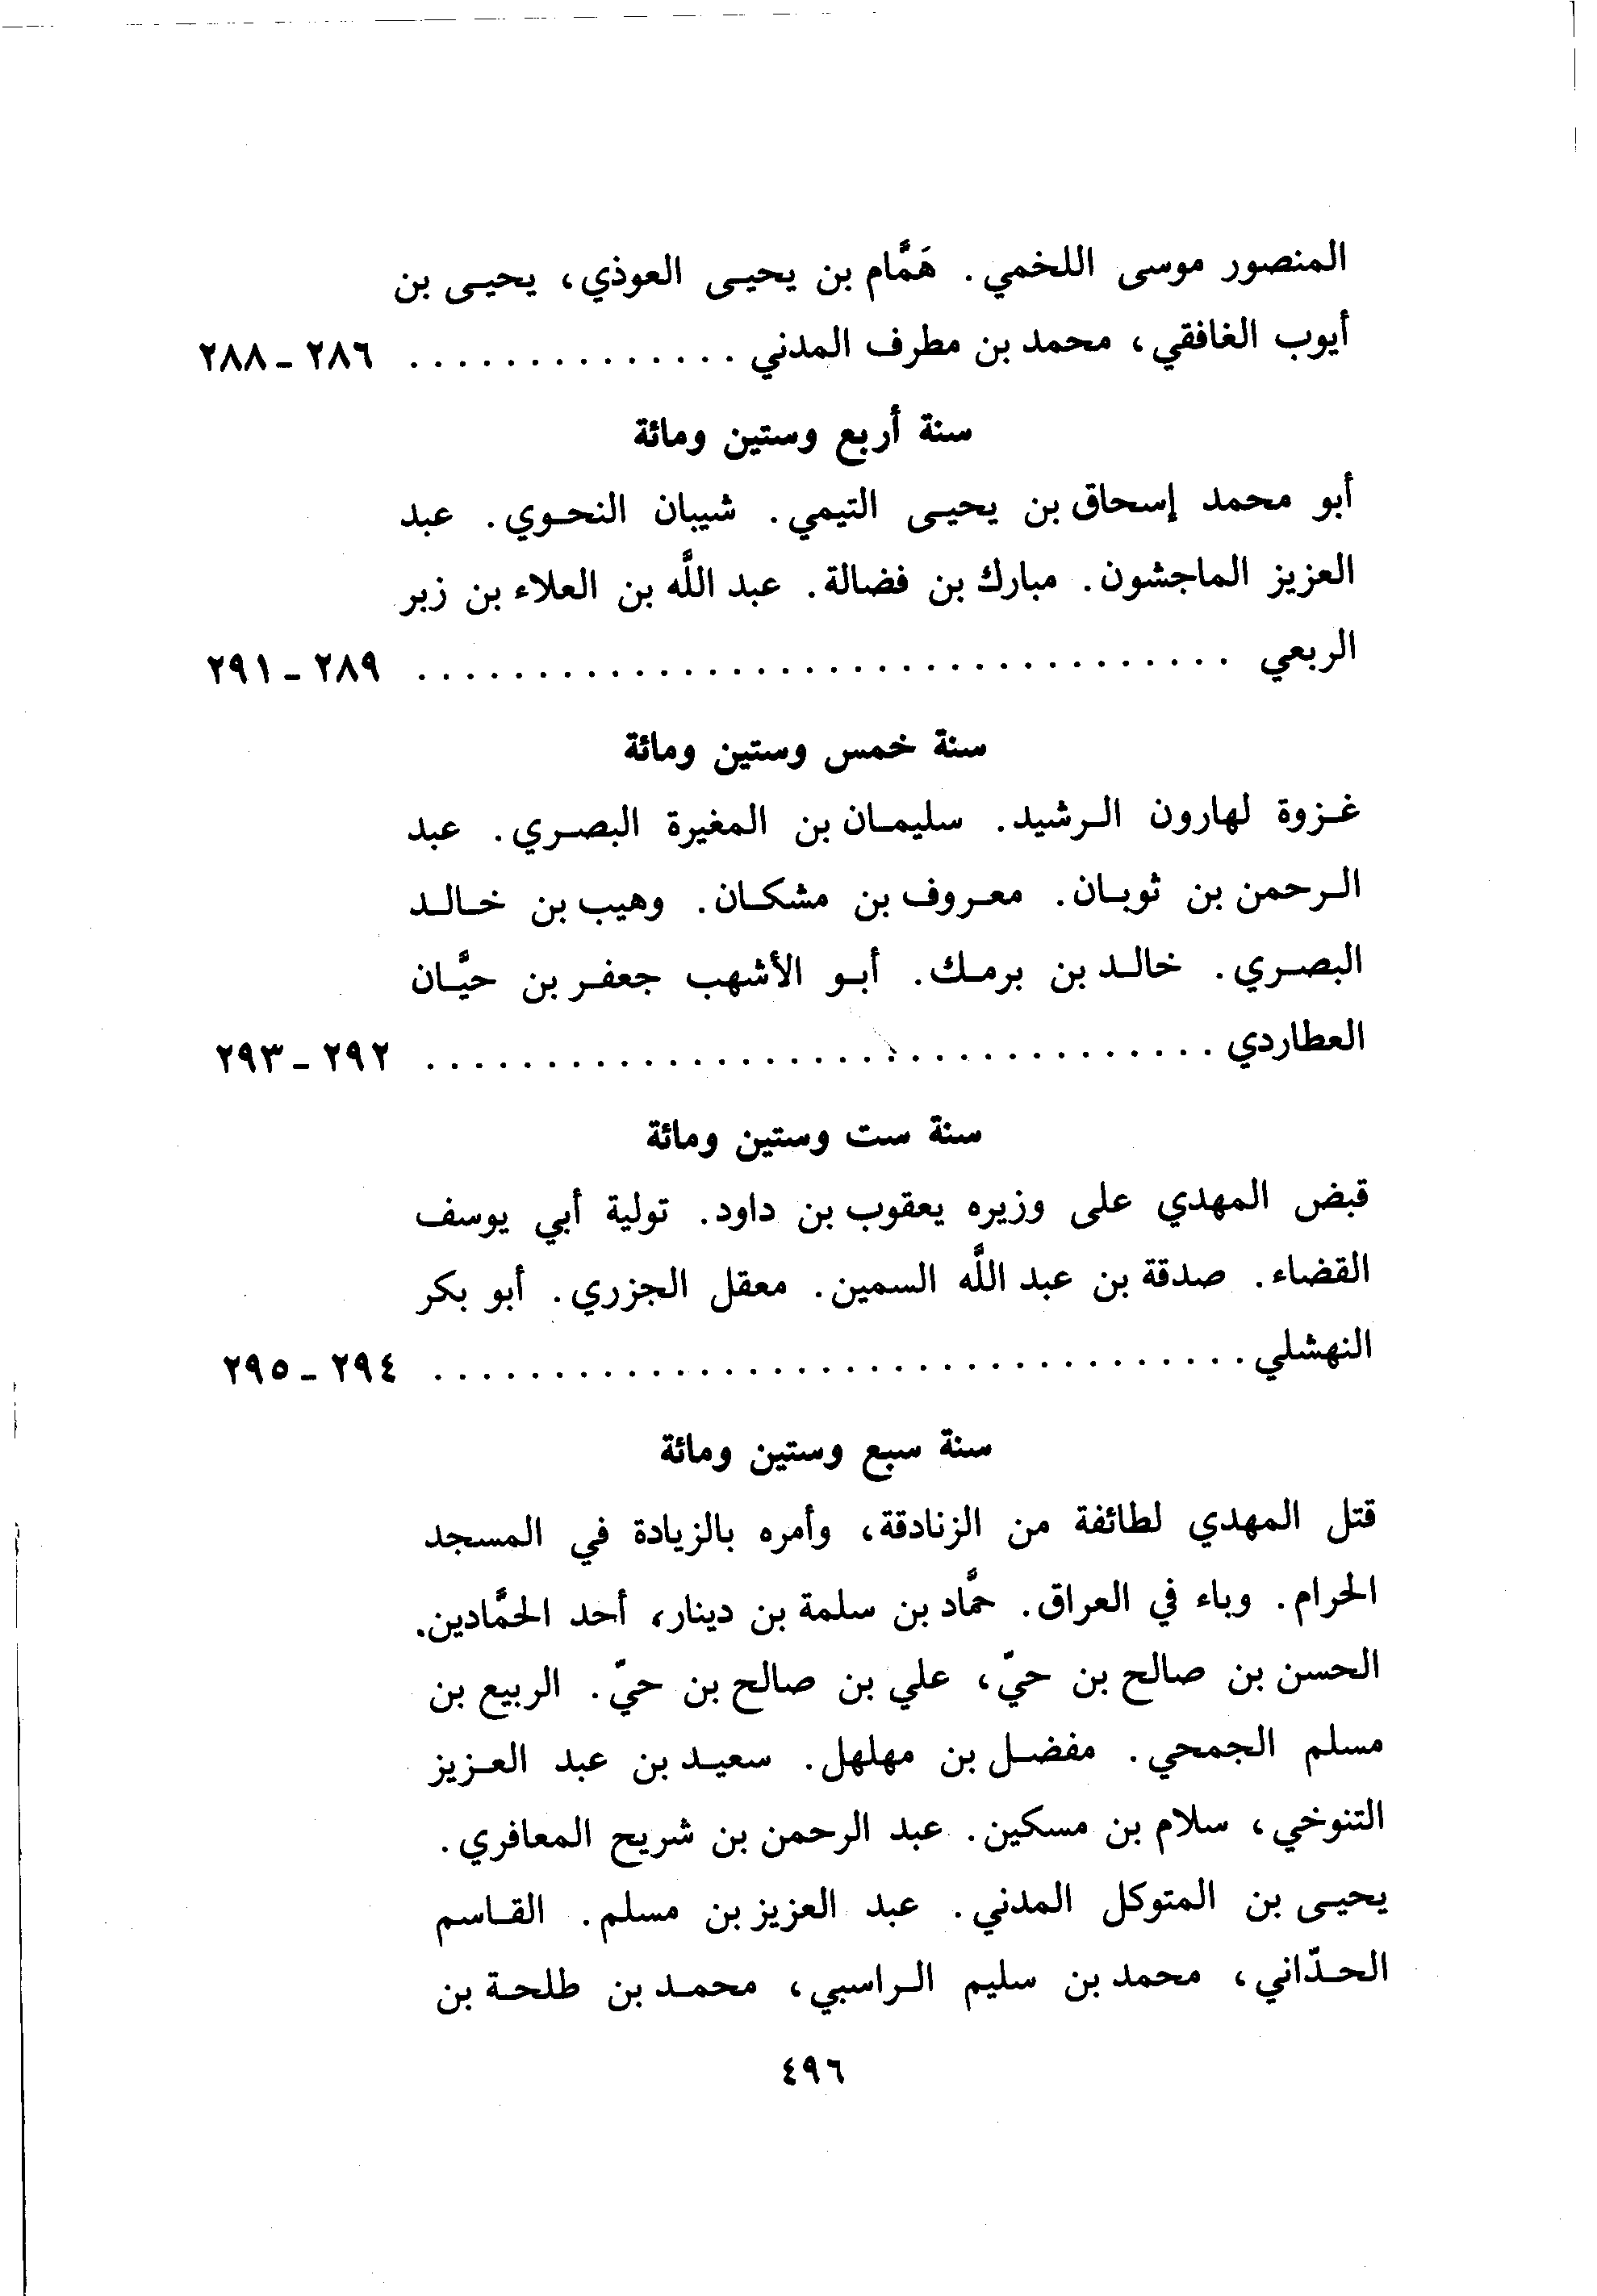 المنصور موسى اللخمي. هَمَّام بن يحيى العوذي، يحيى بن
أيوب الغافقي، محمد بن مطرف المدني . . . . . . . . . . . . . . ٢٨٦ - ٢٨٨
سنة أربع وستين ومائة
أبو محمد إسحاق بن يحيى التيمي. شيبان النحوي. عبد
العزيز الماجشون. مبارك بن فضالة. عبد اللَّه بن العلاء بن زبر
الربعي . . . . . . . . . . . . . . . . . . . . . . . . . . . . . . . . . . ٢٨٩ - ٢٩١
سنة خمس وستين ومائة
غزوة لهارون الرشيد. سليمان بن المغيرة البصري. عبد
الرحمن بن ثوبان. معروف بن مشكان. وهيب بن خالد
البصري. خالد بن برمك. أبو الأشهب جعفر بن حيَّان
العطاردي . . . . . . . . . . . . . . . . . . . . . . . . . . . . . . . . . ٢٩٢ - ٢٩٣
سنة ست وستين ومائة
قبض المهدي على وزيره يعقوب بن داود. تولية أبي يوسف
القضاء. صدقة بن عبد اللَّه السمين. معقل الجزري. أبو بكر
النهشلي . . . . . . . . . . . . . . . . . . . . . . . . . . . . . . . . . . ٢٩٤ - ٢٩٥
سنة سبع وستين ومائة
قتل المهدي لطائفة من الزنادقة، وأمره بالزيادة في المسجد
الحرام. وباء في العراق. حمَّاد بن سلمة بن دينار، أحد الحمَّادين.
الحسن بن صالح بن حيّ، علي بن صالح بن حيّ. الربيع بن
مسلم الجمحي. مفضل بن مهلهل. سعيد بن عبد العزيز
التنوخي، سلام بن مسكين. عبد الرحمن بن شريح المعافري.
يحيى بن المتوكل المدني. عبد العزيز بن مسلم. القاسم
الحدّاني، محمد بن سليم الراسبي، محمد بن طلحة بن
٤٩٦